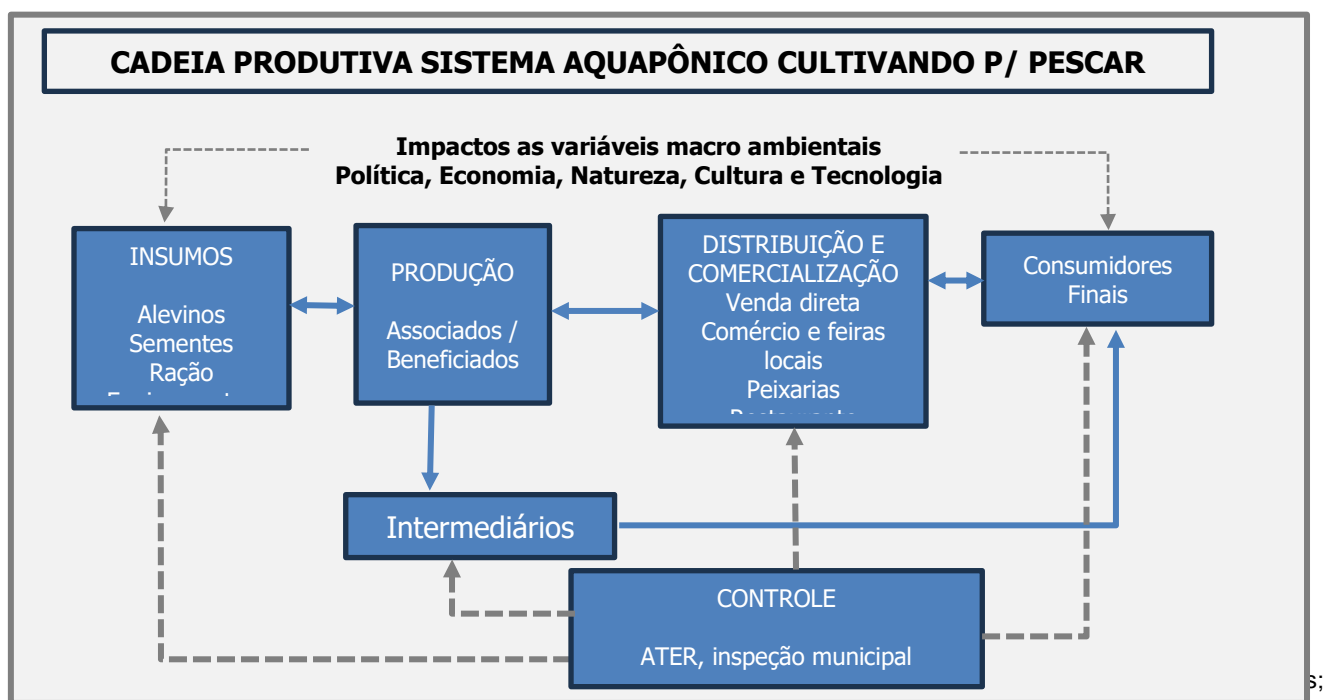 CADEIA PRODUTIVA SISTEMA AQUAPÔNICO CULTIVANDO P/ PESCAR
Impactos as variáveis macro ambientais
Política, Economia, Natureza, Cultura e Tecnologia
INSUMOS
Alevinos
Sementes
Ração
PRODUÇÃO
Associados /
Beneficiados
DISTRIBUIÇÃO E
COMERCIALIZAÇÃO
Venda direta
Comércio e feiras
locais
Peixarias
Consumidores
Finais
Intermediários
CONTROLE
ATER, inspeção municipal
s;